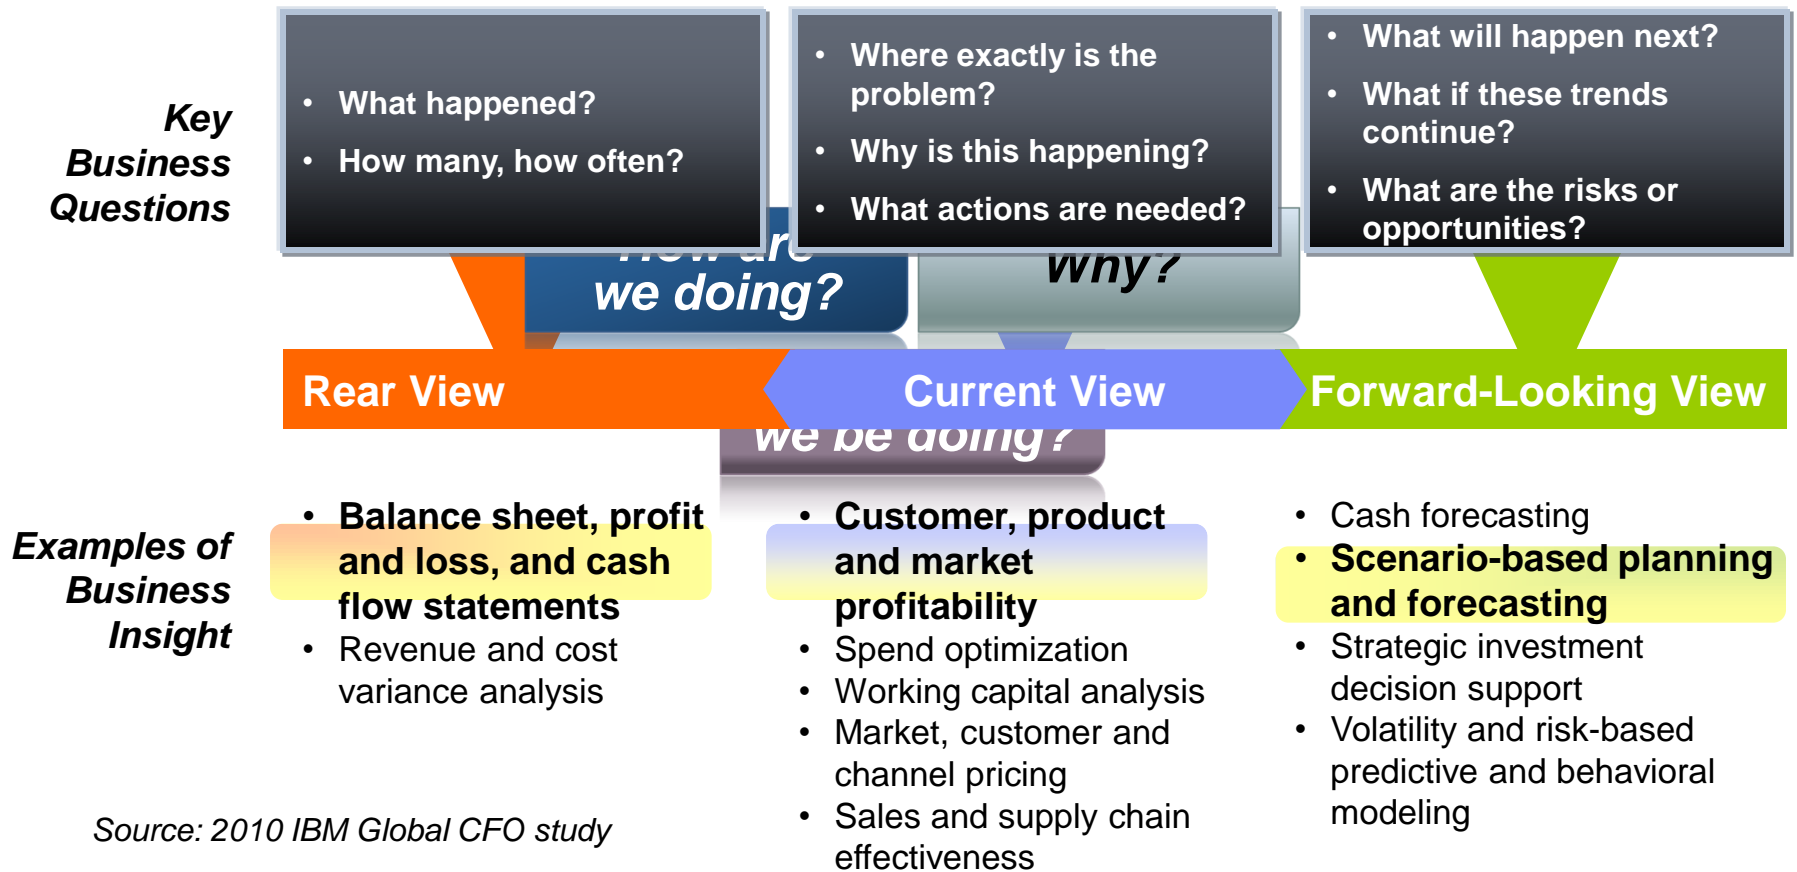 Key
Business
Questions
• What happened?
• How many, how often?
• Where exactly is the
problem?
• Why is this happening?
• What actions are needed?
• What will happen next?
• What if these trends
continue?
• What are the risks or
opportunities?
How are
we doing?
Why?
Rear View
Current View
Forward-Looking View
we be doing?
Examples of
Business
Insight
• Balance sheet, profit
and loss, and cash
flow statements
• Revenue and cost
variance analysis
• Customer, product
and market
profitability
• Spend optimization
• Working capital analysis
• Market, customer and
channel pricing
• Sales and supply chain
effectiveness
• Cash forecasting
• Scenario-based planning
and forecasting
• Strategic investment
decision support
• Volatility and risk-based
predictive and behavioral
modeling
Source: 2010 IBM Global CFO study